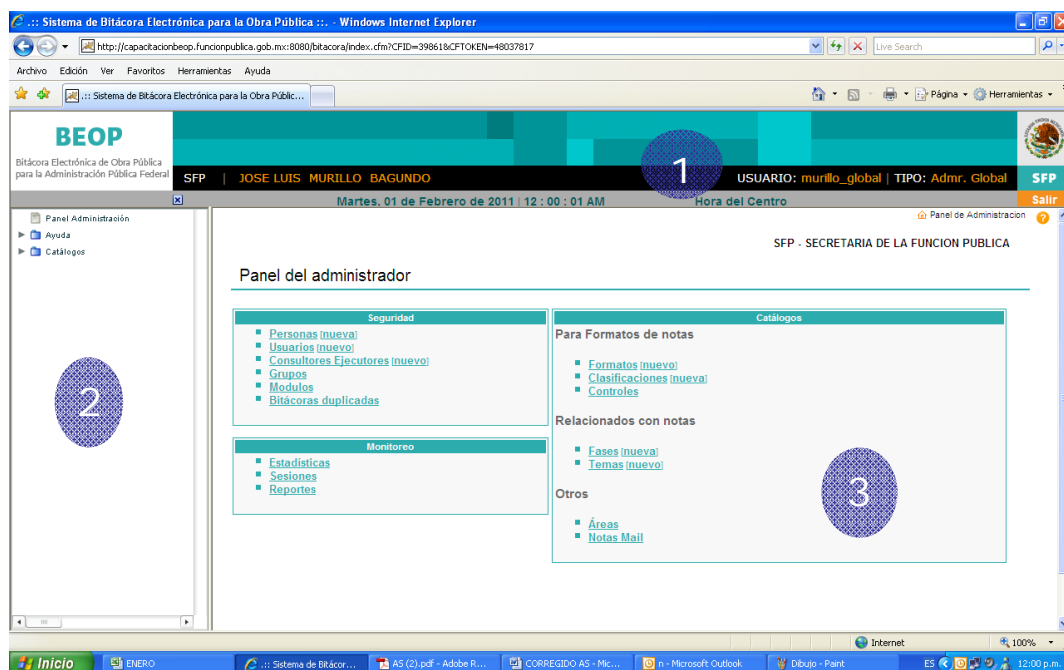 .:: Sistema de Bitácora Electrónica para la Obra Pública ::. - Windows Internet Explorer
http://capacitacionbeop.funcionpublica.gob.mx:8080/bitacora/index.cfm?CFID=39861&CFTOKEN=48037817
Live Search
Archivo Edición Ver Favoritos Herramientas Ayuda
.:: Sistema de Bitácora Electrónica para la Obra Públic...
Página Herramientas
BEOP
Bitácora Electrónica de Obra Pública
para la Administración Pública Federal
SFP | JOSE LUIS MURILLO BAGUNDO
1
USUARIO: murillo_global | TIPO: Admr. Global
SFP
Martes, 01 de Febrero de 2011 | 12 : 00 : 01 AM Hora del Centro
Salir
Panel Administración
Ayuda
Catálogos
2
Panel de Administracion
SFP - SECRETARIA DE LA FUNCION PUBLICA
Panel del administrador
Seguridad
Personas [nueva]
Usuarios [nuevo]
Consultores Ejecutores [nuevo]
Grupos
Modulos
Bitácoras duplicadas
Monitoreo
Estadísticas
Sesiones
Reportes
Catálogos
Para Formatos de notas
Formatos [nuevo]
Clasificaciones [nueva]
Controles
Relacionados con notas
Fases [nueva]
Temas [nuevo]
Otros
Áreas
Notas Mail
3
Internet
100%
Inicio
ENERO
.:: Sistema de Bitácor...
AS (2).pdf - Adobe R...
CORREGIDO AS - Mic...
n - Microsoft Outlook
Dibujo - Paint
ES
12:00 p.m.